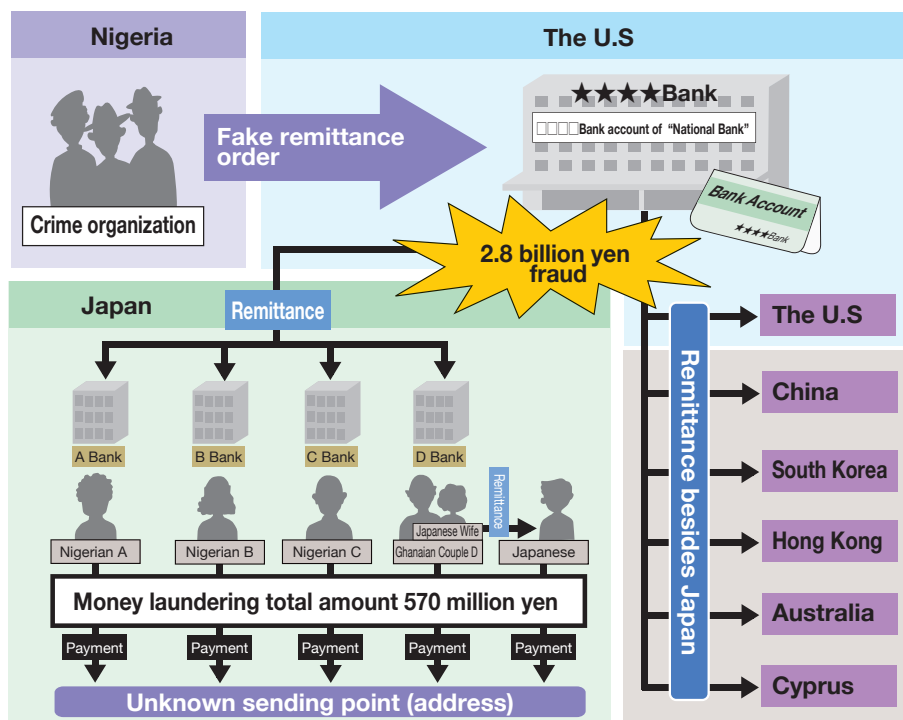 Nigeria
The U.S
★★★★Bank
□□□□Bank account of “National Bank”
Fake remittance
order
Bank Account
★★★★Bank
Crime organization
2.8 billion yen
fraud
Japan
Remittance
A Bank
B Bank
C Bank
D Bank
Remittance
Japanese Wife
Nigerian A
Nigerian B
Nigerian C
Ghanaian Couple D
Japanese
Money laundering total amount 570 million yen
Payment
Payment
Payment
Payment
Payment
Unknown sending point (address)
Remittance besides Japan
The U.S
China
South Korea
Hong Kong
Australia
Cyprus